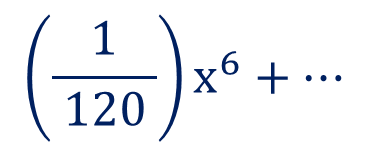 (1/120)x⁶ + ⋯